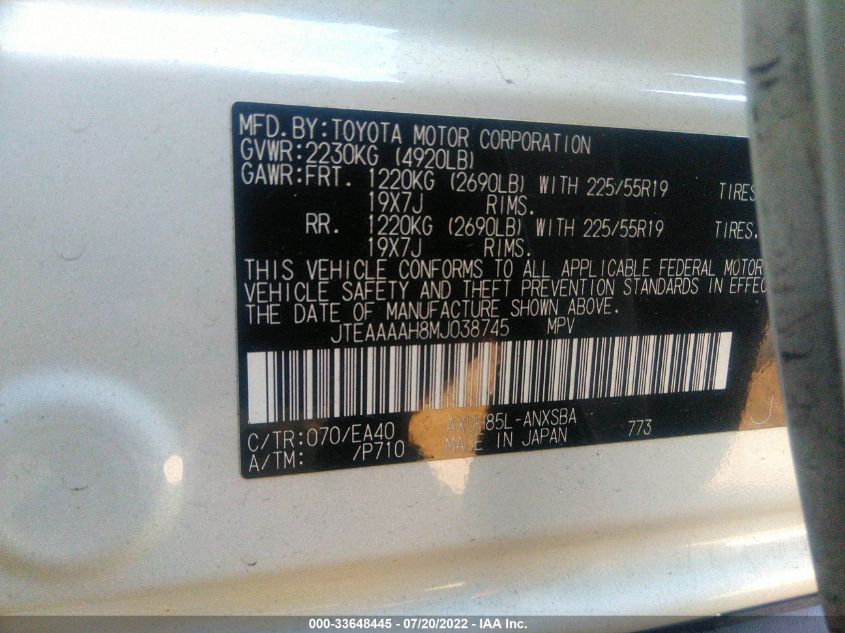 MFD.BY:TOYOTA MOTOR CORPORATION
GVWR:2230KG (4920LB)
GAWR:FRT. 1220KG (2690LB) WITH 225/55R19 TIRES
19X7J RIMS.
RR. 1220KG (2690LB) WITH 225/55R19 TIRES,
19X7J RIMS.
THIS VEHICLE CONFORMS TO ALL APPLICABLE FEDERAL MOTOR
VEHICLE SAFETY AND THEFT PREVENTION STANDARDS IN EFFEC
THE DATE OF MANUFACTURE SHOWN ABOVE.
JTEAAAAH8MJ038745 MPV
C/TR:070/EA40 AXUH85L-ANXSBA 773 J
A/TM: /P710 MADE IN JAPAN
000-33648445 - 07/20/2022 - IAA Inc.